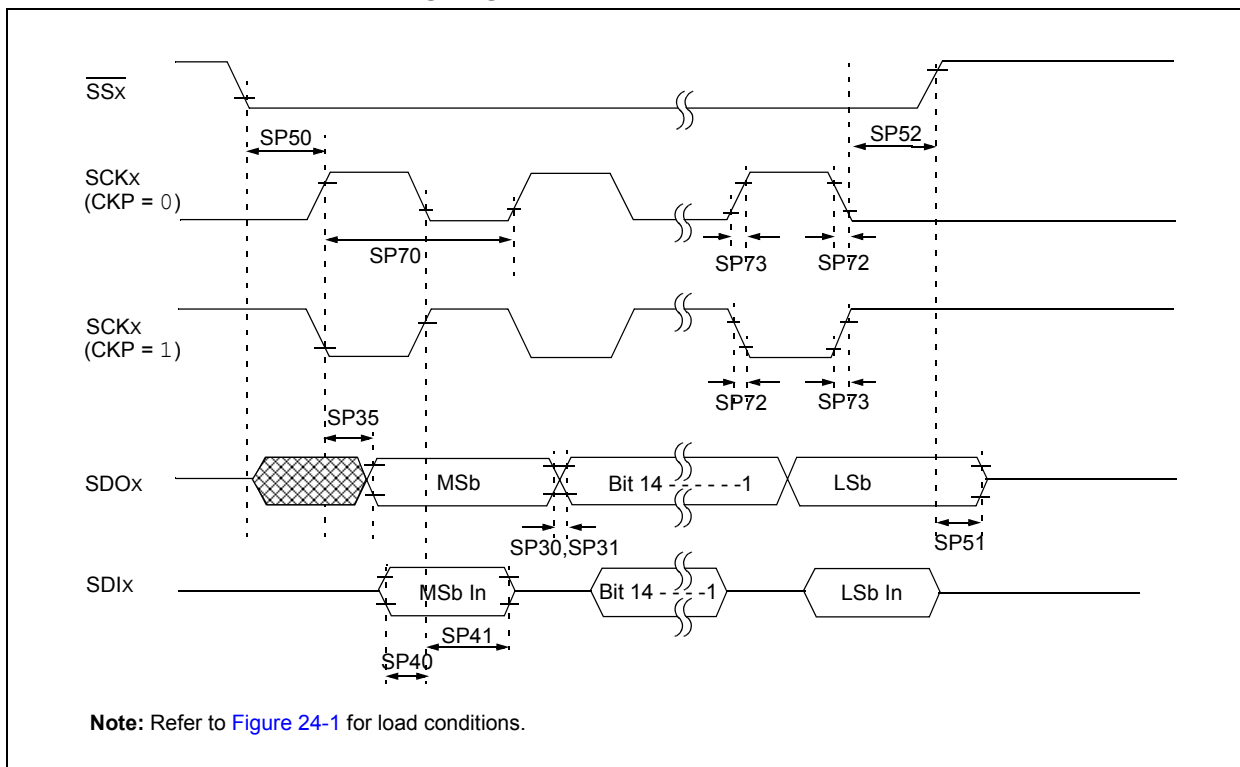 SSx
SP50
SP52
SCKx
(CKP = 0)
SP70
SP73
SP72
SCKx
(CKP = 1)
SP72
SP73
SP35
SDOx
MSb
Bit 14 - - - - - -1
LSb
SP30,SP31
SP51
SDIx
MSb In
Bit 14 - - - -1
LSb In
SP41
SP40
Note: Refer to Figure 24-1 for load conditions.